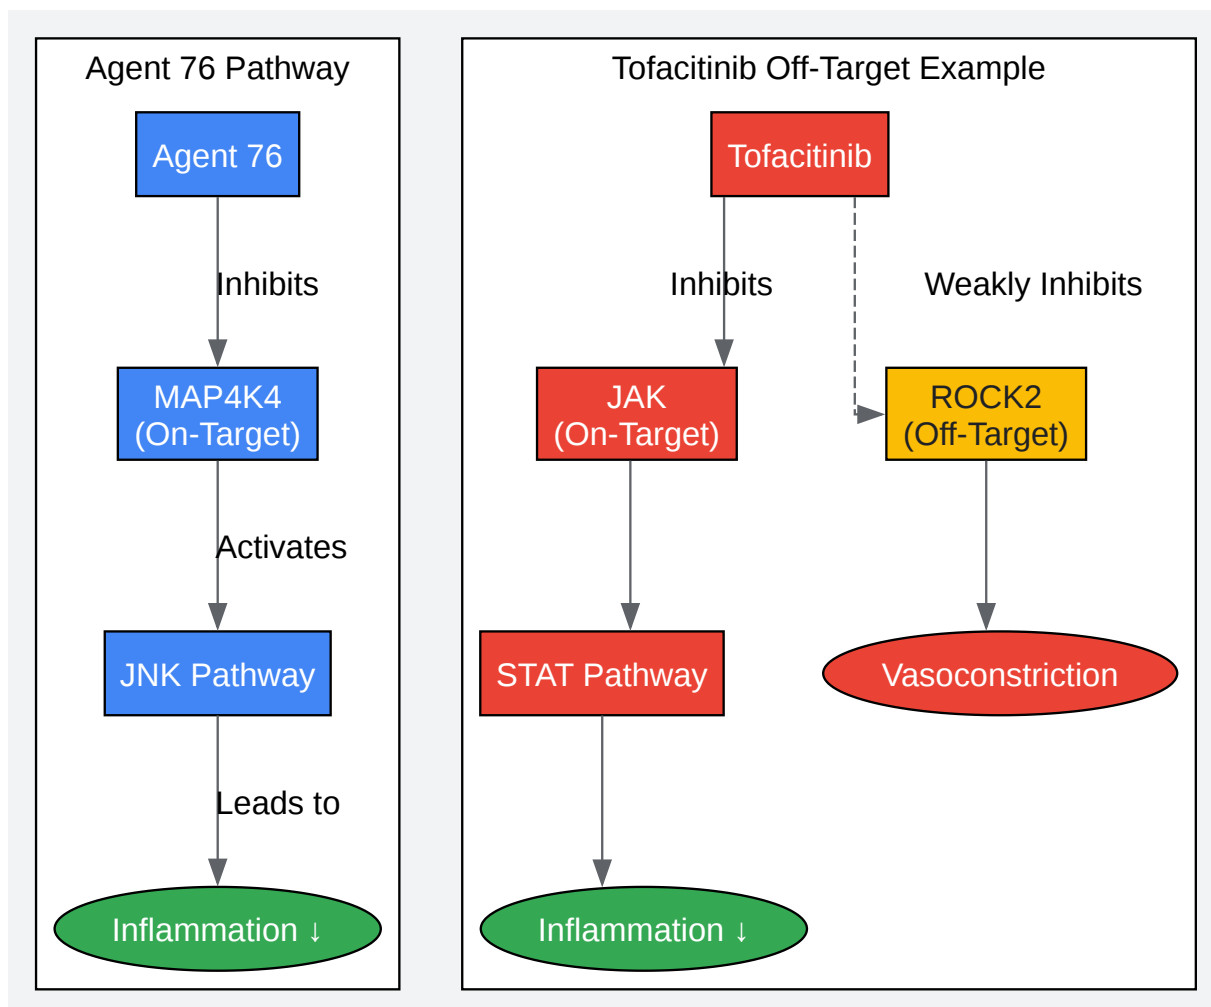 Agent 76 Pathway
Agent 76
Inhibits
MAP4K4
(On-Target)
Activates
JNK Pathway
Leads to
Inflammation ↓
Tofacitinib Off-Target Example
Tofacitinib
Inhibits
Weakly Inhibits
JAK
(On-Target)
ROCK2
(Off-Target)
STAT Pathway
Vasoconstriction
Inflammation ↓